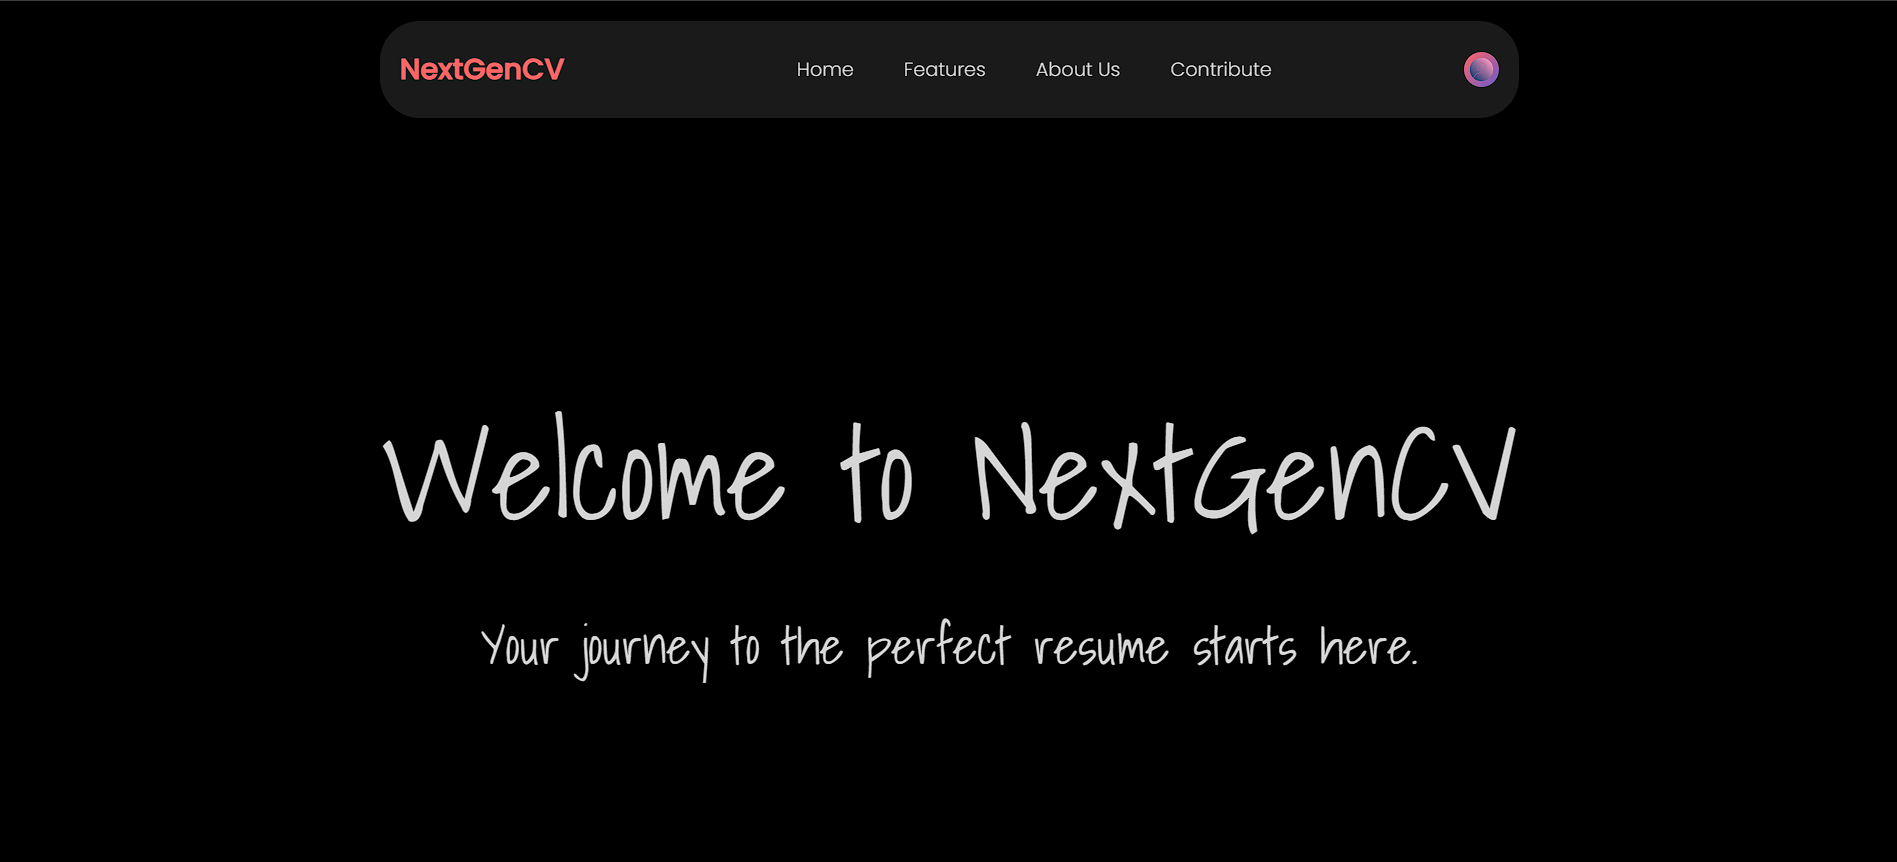 NextGenCV
Home Features About Us Contribute
Welcome to NextGenCV
Your journey to the perfect resume starts here.